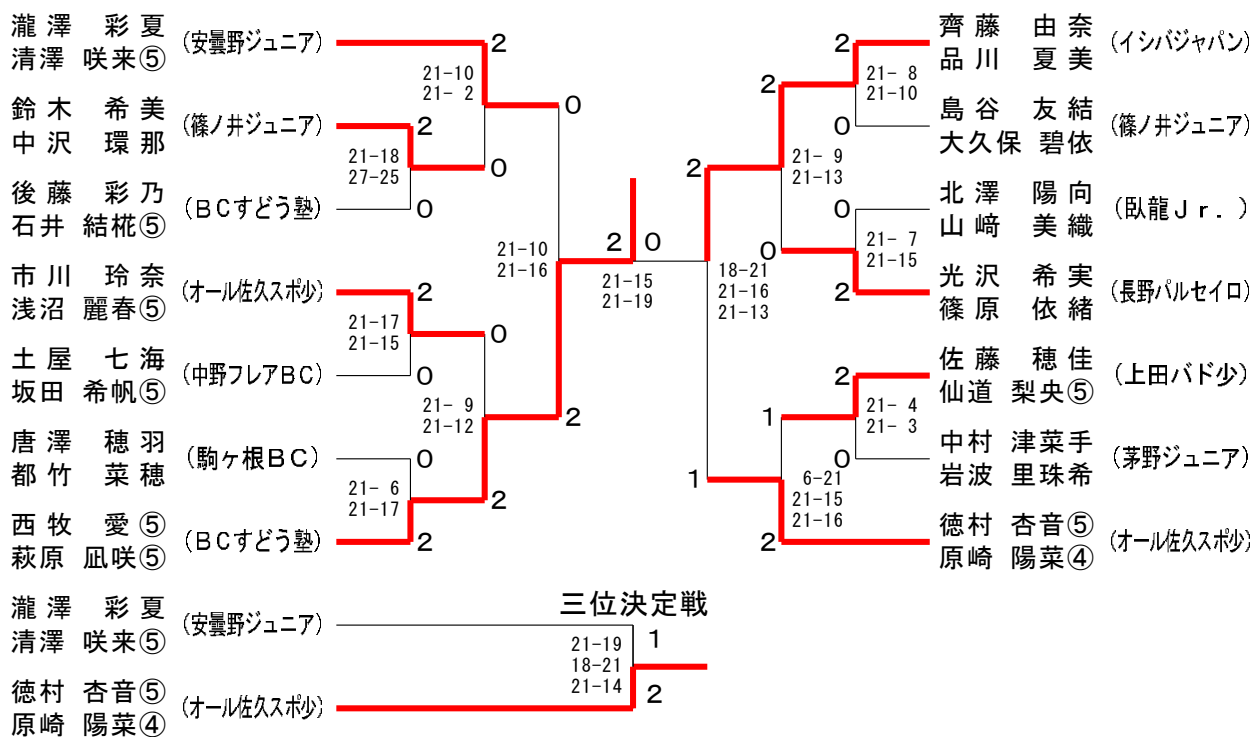 瀧澤 彩夏
清澤 咲来⑤
(安曇野ジュニア)
2
21-10
21- 2
0
鈴木 希美
中沢 環那
(篠ノ井ジュニア)
2
21-18
27-25
0
後藤 彩乃
石井 結椛⑤
(BCすどう塾)
0
21-10
21-16
市川 玲奈
浅沼 麗春⑤
(オール佐久スポ少)
2
21-17
21-15
0
土屋 七海
坂田 希帆⑤
(中野フレアBC)
0
21- 9
21-12
2
唐澤 穂羽
都竹 菜穂
(駒ヶ根BC)
0
21- 6
21-17
2
西牧 愛⑤
萩原 凪咲⑤
(BCすどう塾)
2
2
0
21-15
21-19
齊藤 由奈
品川 夏美
(イシバジャパン)
2
21- 8
21-10
2
島谷 友結
大久保 碧依
(篠ノ井ジュニア)
0
21- 9
21-13
2
北澤 陽向
山﨑 美織
(臥龍Jr.)
0
21- 7
21-15
0
光沢 希実
篠原 依緒
(長野パルセイロ)
2
18-21
21-16
21-13
佐藤 穂佳
仙道 梨央⑤
(上田バド少)
2
21- 4
21- 3
1
中村 津菜手
岩波 里珠希
(茅野ジュニア)
0
6-21
21-15
21-16
1
徳村 杏音⑤
原崎 陽菜④
(オール佐久スポ少)
2
三位決定戦
瀧澤 彩夏
清澤 咲来⑤
(安曇野ジュニア)
1
21-19
18-21
21-14
徳村 杏音⑤
原崎 陽菜④
(オール佐久スポ少)
2